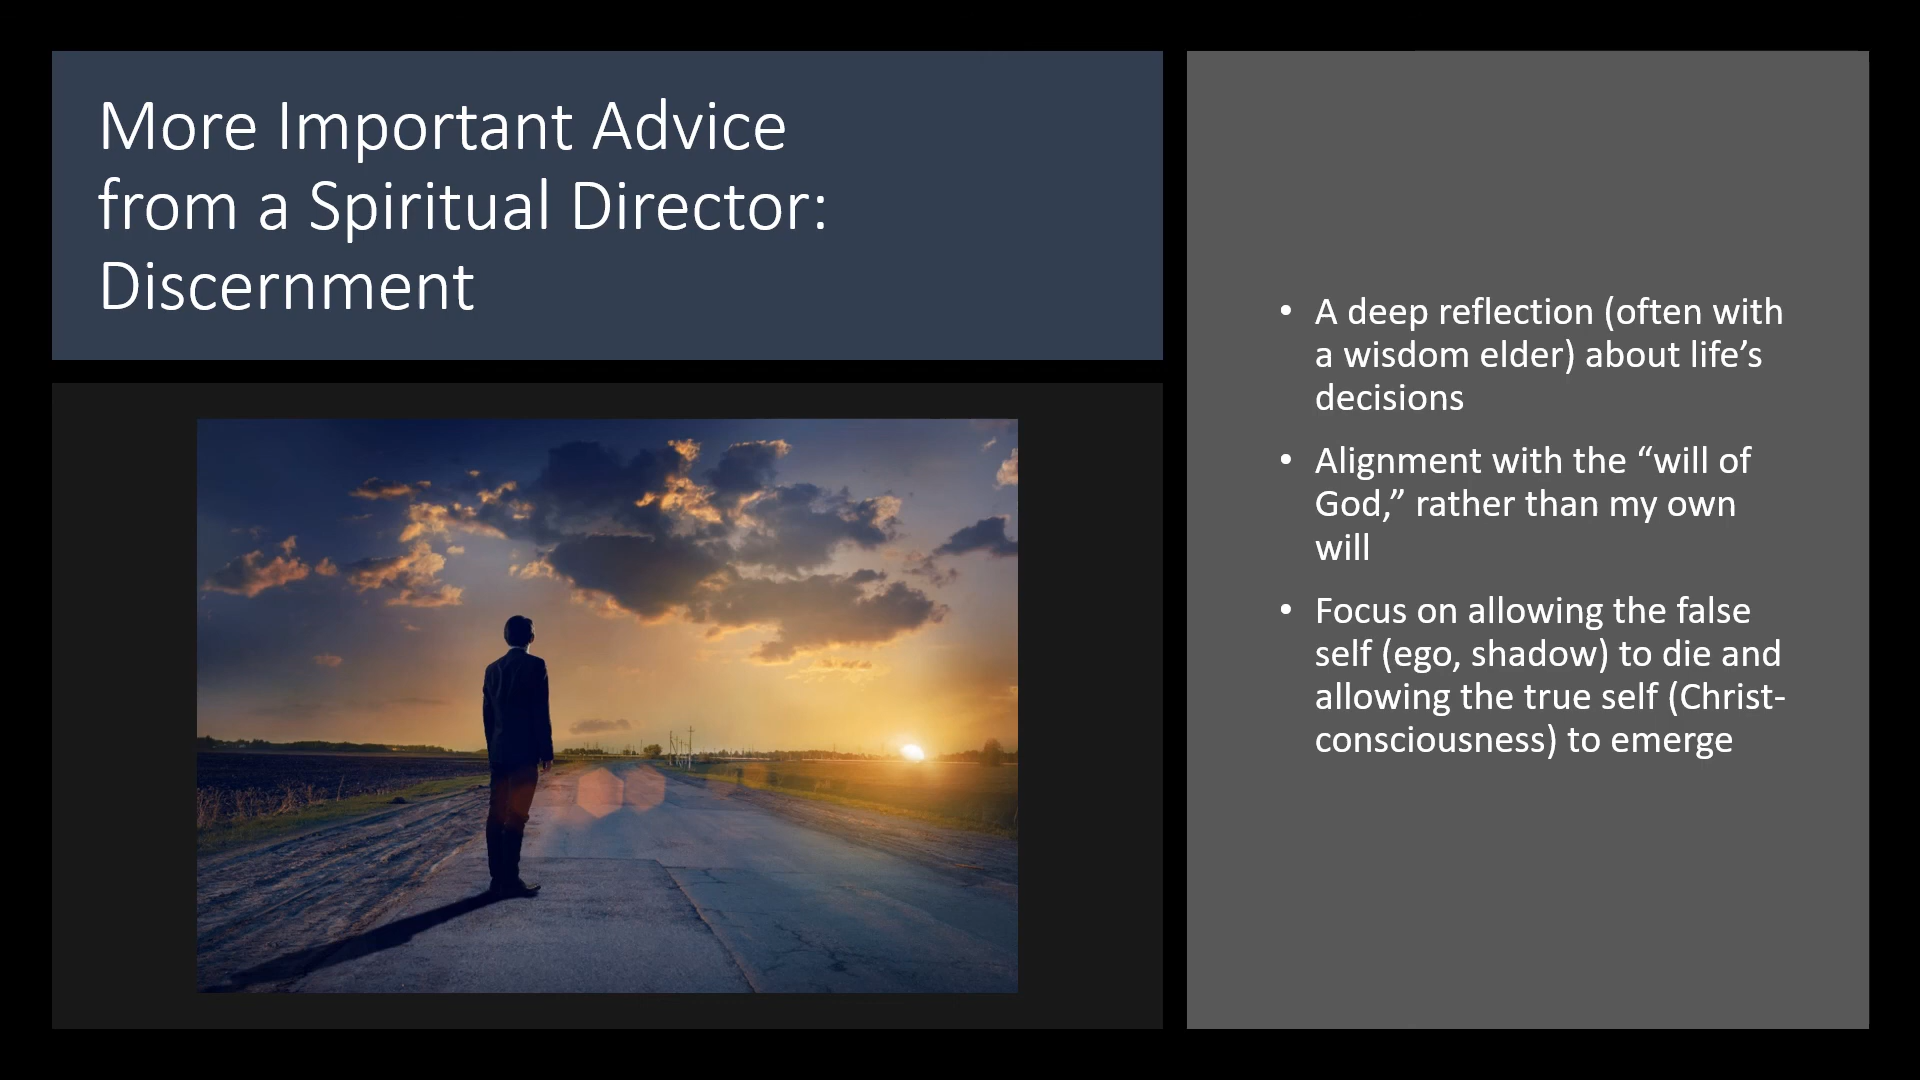 More Important Advice
from a Spiritual Director:
Discernment
• A deep reflection (often with
a wisdom elder) about life’s
decisions
• Alignment with the “will of
God,” rather than my own
will
• Focus on allowing the false
self (ego, shadow) to die and
allowing the true self (Christ-
consciousness) to emerge